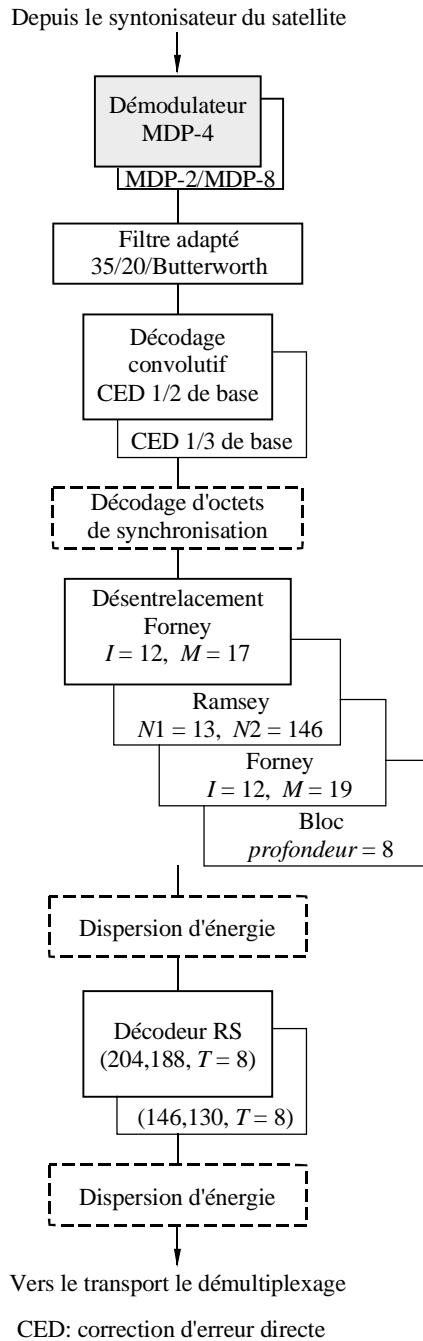 Depuis le syntonisateur du satellite
Démodulateur
MDP-4
MDP-2/MDP-8
Filtre adapté
35/20/Butterworth
Décodage
convolutif
CED 1/2 de base
CED 1/3 de base
Décodage d'octets
de synchronisation
Désentrelacement
Forney
I = 12, M = 17
Ramsey
N1 = 13, N2 = 146
Forney
I = 12, M = 19
Bloc
profondeur = 8
Dispersion d'énergie
Décodeur RS
(204,188, T = 8)
(146,130, T = 8)
Dispersion d'énergie
Vers le transport le démultiplexage
CED: correction d'erreur directe